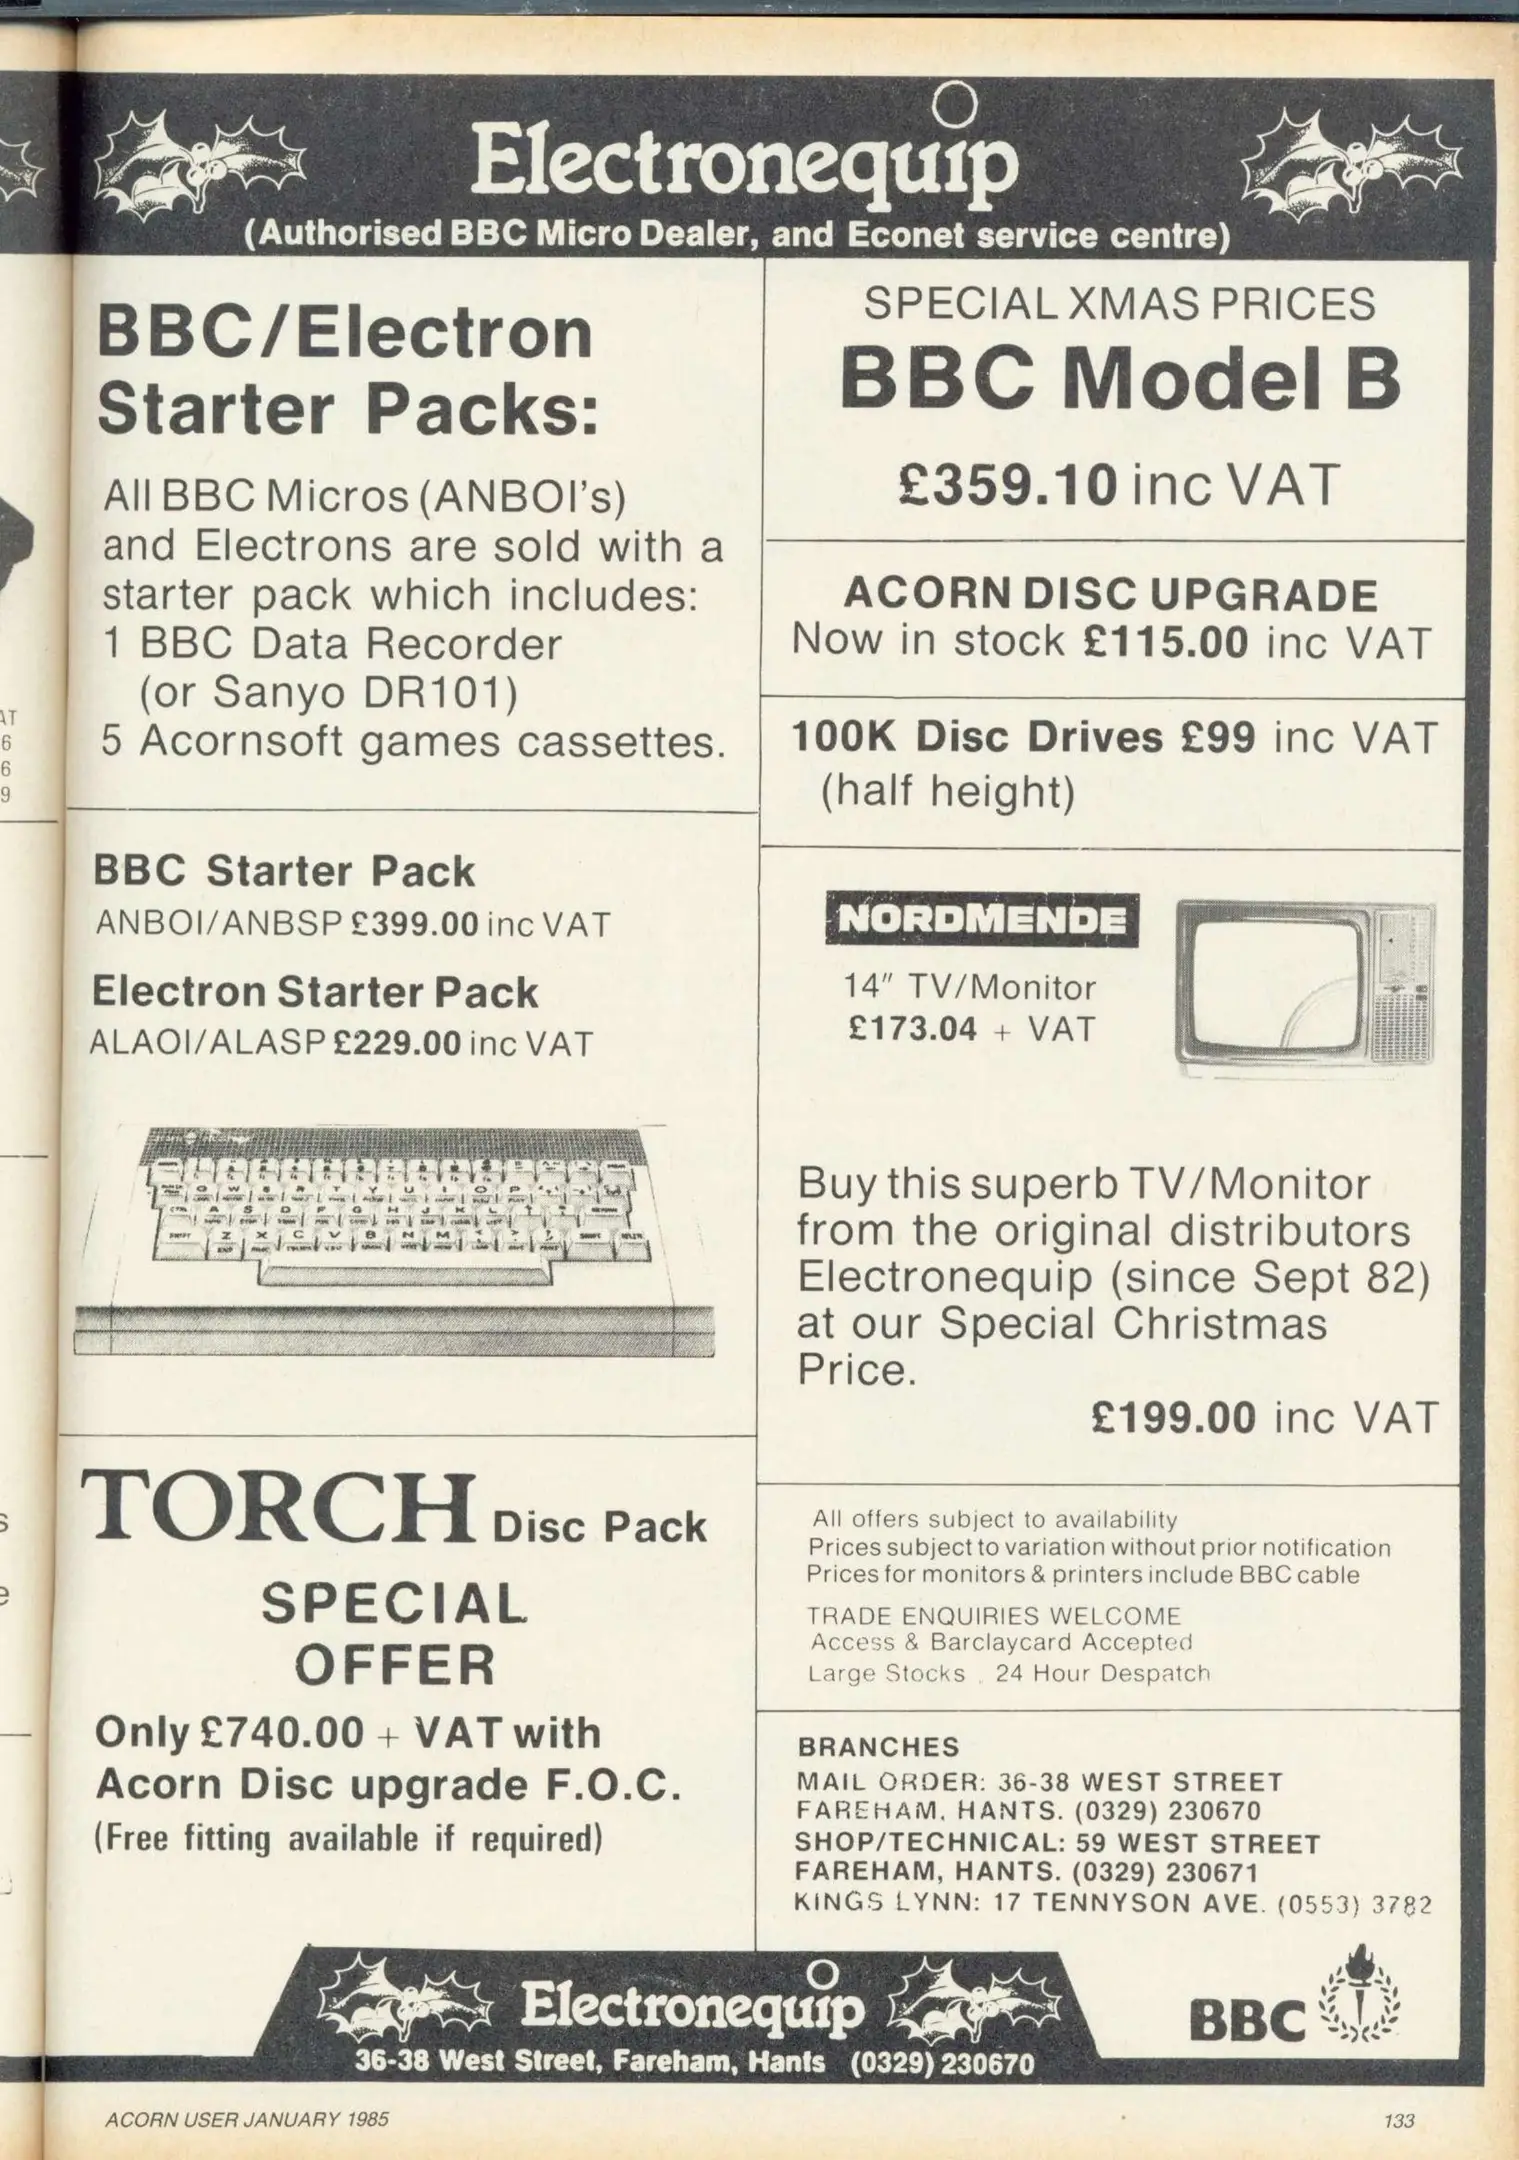 Electronequip
(Authorised BBC Micro Dealer, and Econet service centre)
BBC/Electron
Starter Packs:
All BBC Micros (ANBOI's)
and Electrons are sold with a
starter pack which includes:
1 BBC Data Recorder
(or Sanyo DR101)
5 Acornsoft games cassettes.
BBC Starter Pack
ANBOI/ANBSP £399.00 inc VAT
Electron Starter Pack
ALAOI/ALASP £229.00 inc VAT
TORCH Disc Pack
SPECIAL
OFFER
Only £740.00 + VAT with
Acorn Disc upgrade F.O.C.
(Free fitting available if required)
SPECIAL XMAS PRICES
BBC Model B
£359.10 inc VAT
ACORN DISC UPGRADE
Now in stock £115.00 inc VAT
100K Disc Drives £99 inc VAT
(half height)
NORDMENDE
14" TV/Monitor
£173.04 + VAT
Buy this superb TV/Monitor
from the original distributors
Electronequip (since Sept 82)
at our Special Christmas
Price.
£199.00 inc VAT
All offers subject to availability
Prices subject to variation without prior notification
Prices for monitors & printers include BBC cable
TRADE ENQUIRIES WELCOME
Access & Barclaycard Accepted
Large Stocks . 24 Hour Despatch
BRANCHES
MAIL ORDER: 36-38 WEST STREET
FAREHAM, HANTS. (0329) 230670
SHOP/TECHNICAL: 59 WEST STREET
FAREHAM, HANTS. (0329) 230671
KINGS LYNN: 17 TENNYSON AVE. (0553) 3782
Electronequip
36-38 West Street, Fareham, Hants (0329) 230670
BBC
ACORN USER JANUARY 1985
133